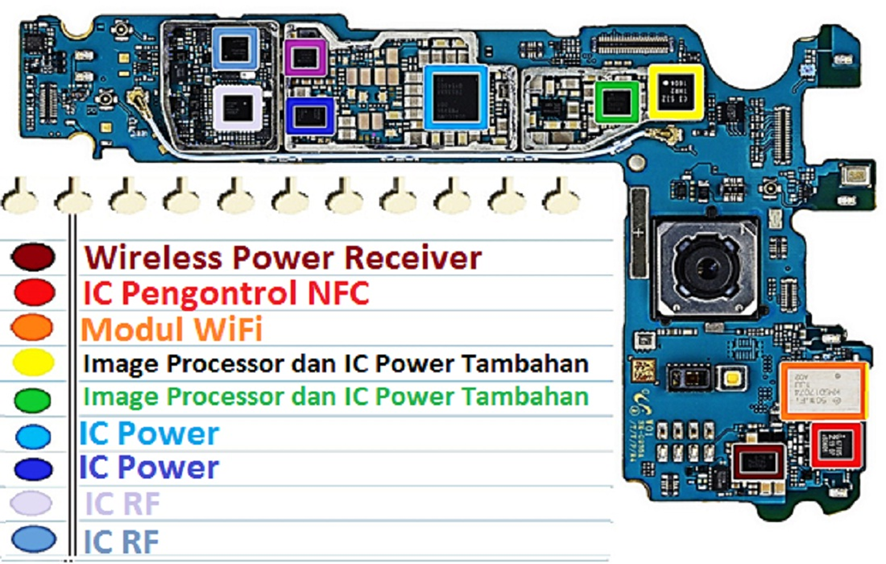 Wireless Power Receiver
IC Pengontrol NFC
Modul WiFi
Image Processor dan IC Power Tambahan
Image Processor dan IC Power Tambahan
IC Power
IC Power
IC RF
IC RF